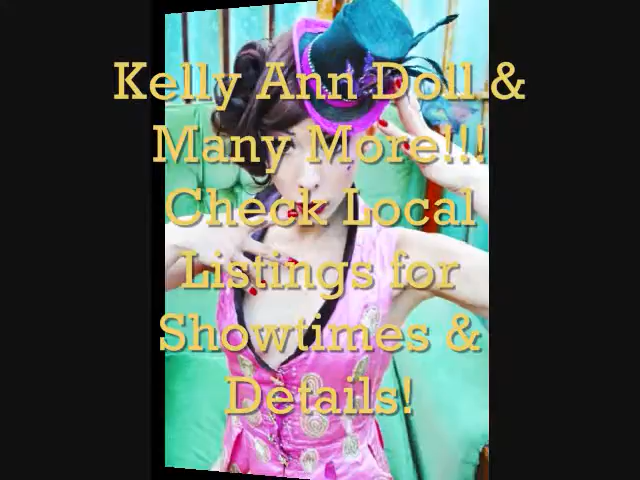 Kelly Ann Doll &
Many More!!!
Check Local
Listings for
Showtimes &
Details!